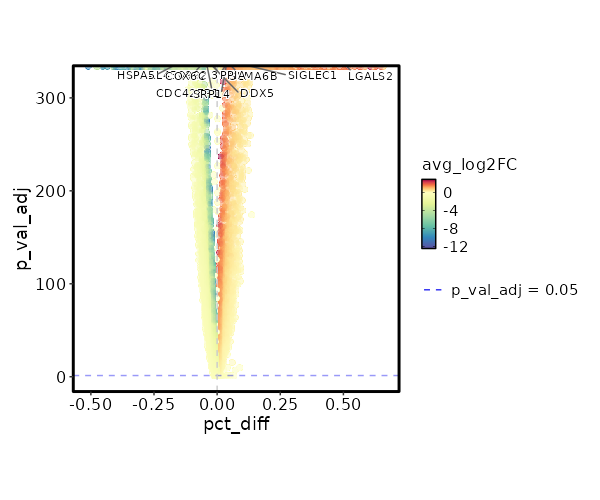 SIGLEC1
LGALS2
DDX5
300
200
100
0
p_val_adj
-0.50
-0.25
0.00
0.25
0.50
pct_diff
avg_log2FC
0
-4
-8
-12
p_val_adj = 0.05